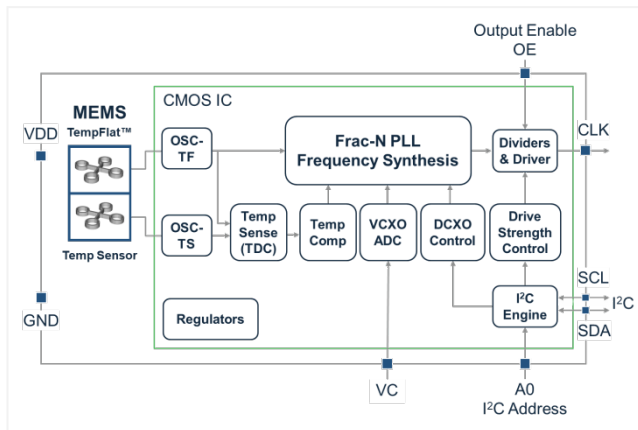 Output Enable
OE
CMOS IC
MEMS
TempFlat™
VDD
OSC-
TF
Frac-N PLL
Frequency Synthesis
Dividers
& Driver
CLK
Temp Sensor
OSC-
TS
Temp
Sense
(TDC)
Temp
Comp
VCXO
ADC
DCXO
Control
Drive
Strength
Control
GND
Regulators
I²C
Engine
SCL
I²C
SDA
VC
A0
I²C Address